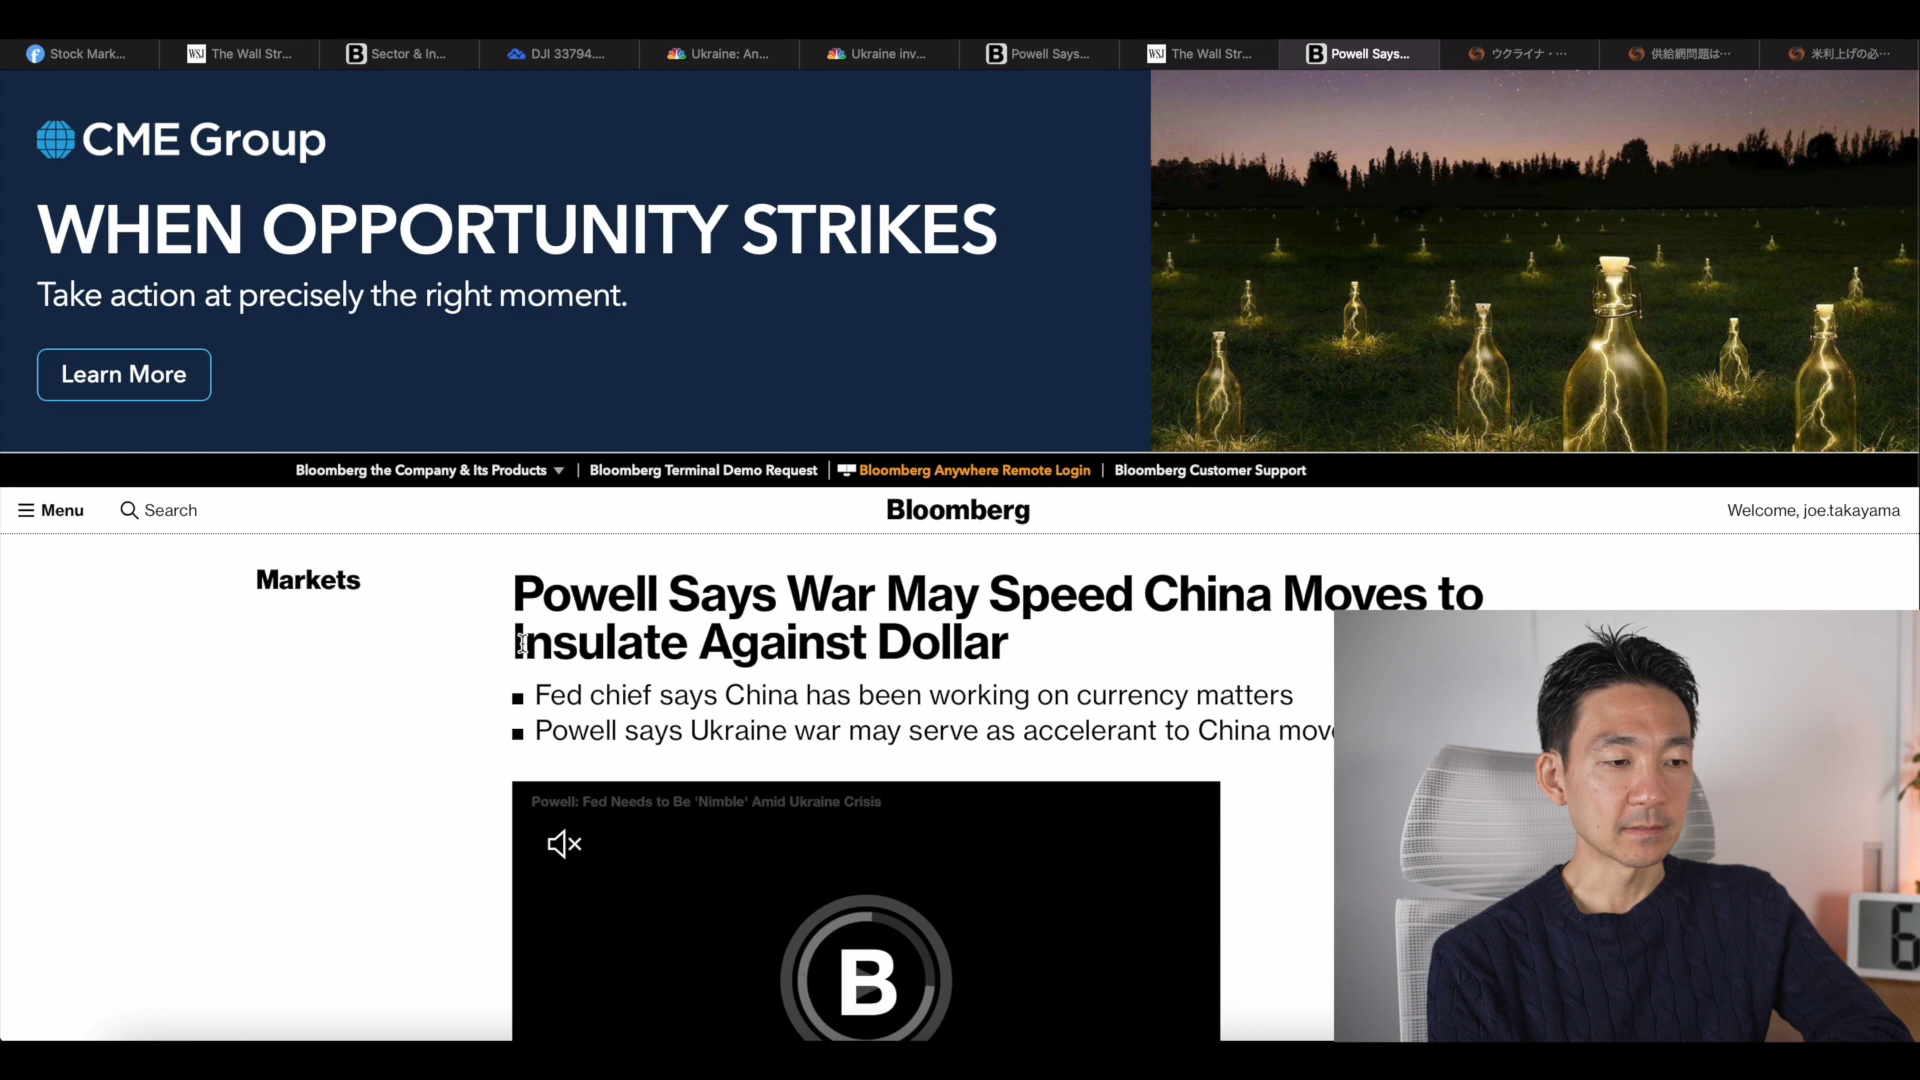 Stock Mark...
WSJ The Wall Str...
B Sector & In...
DJI 33794....
Ukraine: An...
Ukraine inv...
B Powell Says...
WSJ The Wall Str...
B Powell Says...
ウクライナ・…
供給網問題は…
米利上げの必…
CME Group
WHEN OPPORTUNITY STRIKES
Take action at precisely the right moment.
Learn More
Bloomberg the Company & Its Products ▼ | Bloomberg Terminal Demo Request | Bloomberg Anywhere Remote Login | Bloomberg Customer Support
Menu
Search
Bloomberg
Welcome, joe.takayama
Markets
Powell Says War May Speed China Moves to
Insulate Against Dollar
■ Fed chief says China has been working on currency matters
■ Powell says Ukraine war may serve as accelerant to China
Powell: Fed Needs to Be 'Nimble' Amid Ukraine Crisis
B
6